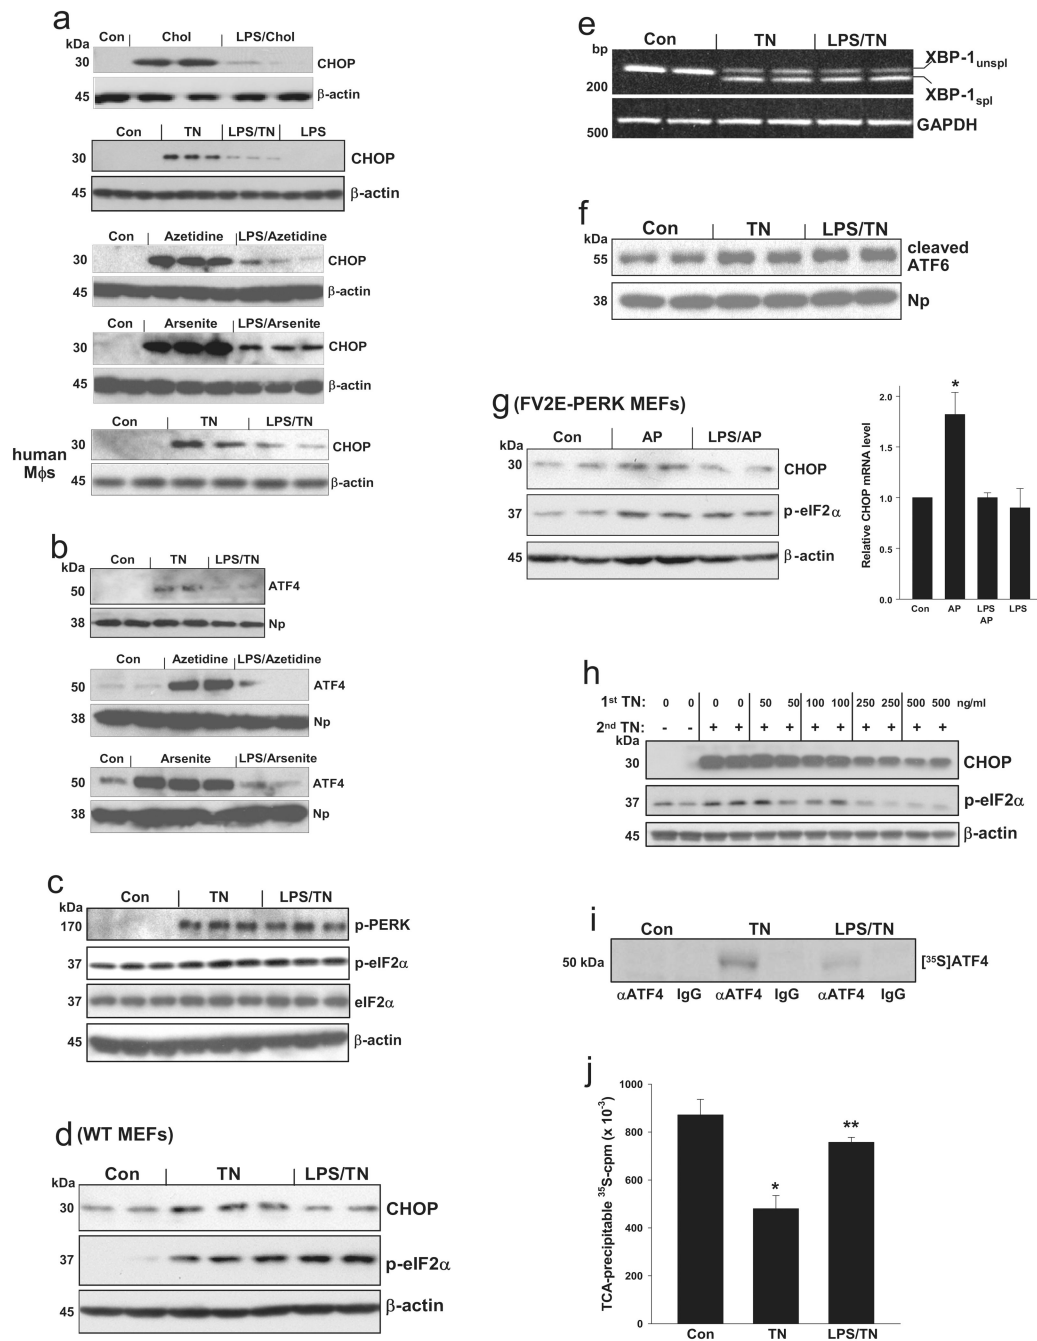 a
kDa Con | Chol | LPS/Chol
30 CHOP
45 β-actin
Con | TN | LPS/TN | LPS
30 CHOP
45 β-actin
Con | Azetidine | LPS/Azetidine
30 CHOP
45 β-actin
Con | Arsenite | LPS/Arsenite
30 CHOP
45 β-actin
Con | TN | LPS/TN
human
Mϕs
30 CHOP
45 β-actin
b
kDa Con | TN | LPS/TN
50 ATF4
38 Np
Con | Azetidine | LPS/Azetidine
50 ATF4
38 Np
Con | Arsenite | LPS/Arsenite
50 ATF4
38 Np
c
kDa Con | TN | LPS/TN
170 p-PERK
37 p-eIF2α
37 eIF2α
45 β-actin
d (WT MEFs)
kDa Con | TN | LPS/TN
30 CHOP
37 p-eIF2α
45 β-actin
e
bp Con | TN | LPS/TN
XBP-1unspl
200
XBP-1spl
GAPDH
500
f
kDa Con | TN | LPS/TN
55 cleaved
ATF6
38 Np
g (FV2E-PERK MEFs)
kDa Con | AP | LPS/AP
30 CHOP
37 p-eIF2α
45 β-actin
Relative CHOP mRNA level
2.0
1.5
1.0
0.5
0.0
*
Con AP LPS LPS
AP
h
1st TN: 0 0 0 0 50 50 100 100 250 250 500 500 ng/ml
2nd TN: - - + + + + + + + + + +
kDa
30 CHOP
37 p-eIF2α
45 β-actin
i
Con TN LPS/TN
50 kDa [35S]ATF4
αATF4 IgG αATF4 IgG αATF4 IgG
j
TCA-precipitable 35S-cpm (x 10-3)
1000
800
600
400
200
0
*
**
Con TN LPS/TN